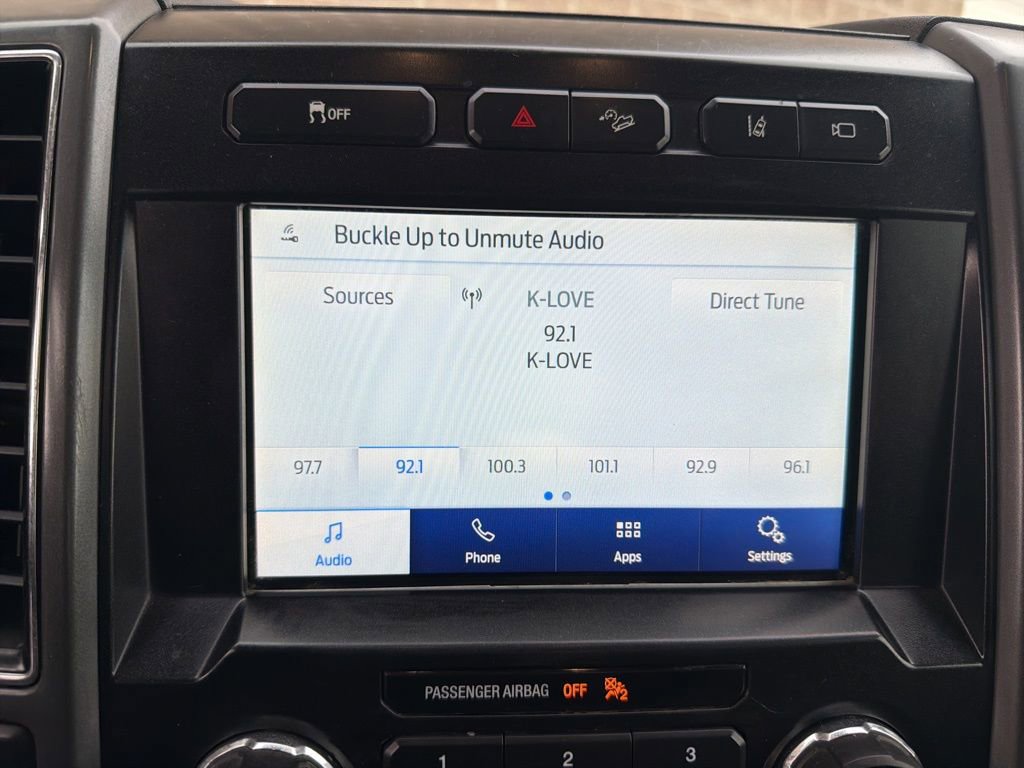 OFF
Buckle Up to Unmute Audio
Sources
K-LOVE
Direct Tune
92.1
K-LOVE
97.7 92.1 100.3 101.1 92.9 96.1
Audio Phone Apps Settings
PASSENGER AIRBAG OFF 2
1 2 3